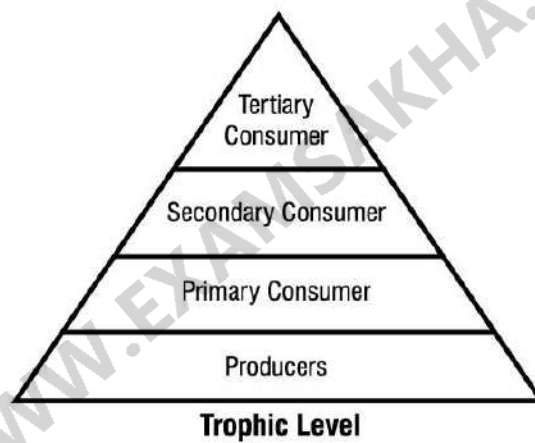 Tertiary
Consumer
Secondary Consumer
Primary Consumer
Producers
Trophic Level
WWW.EXAMSAKHA.